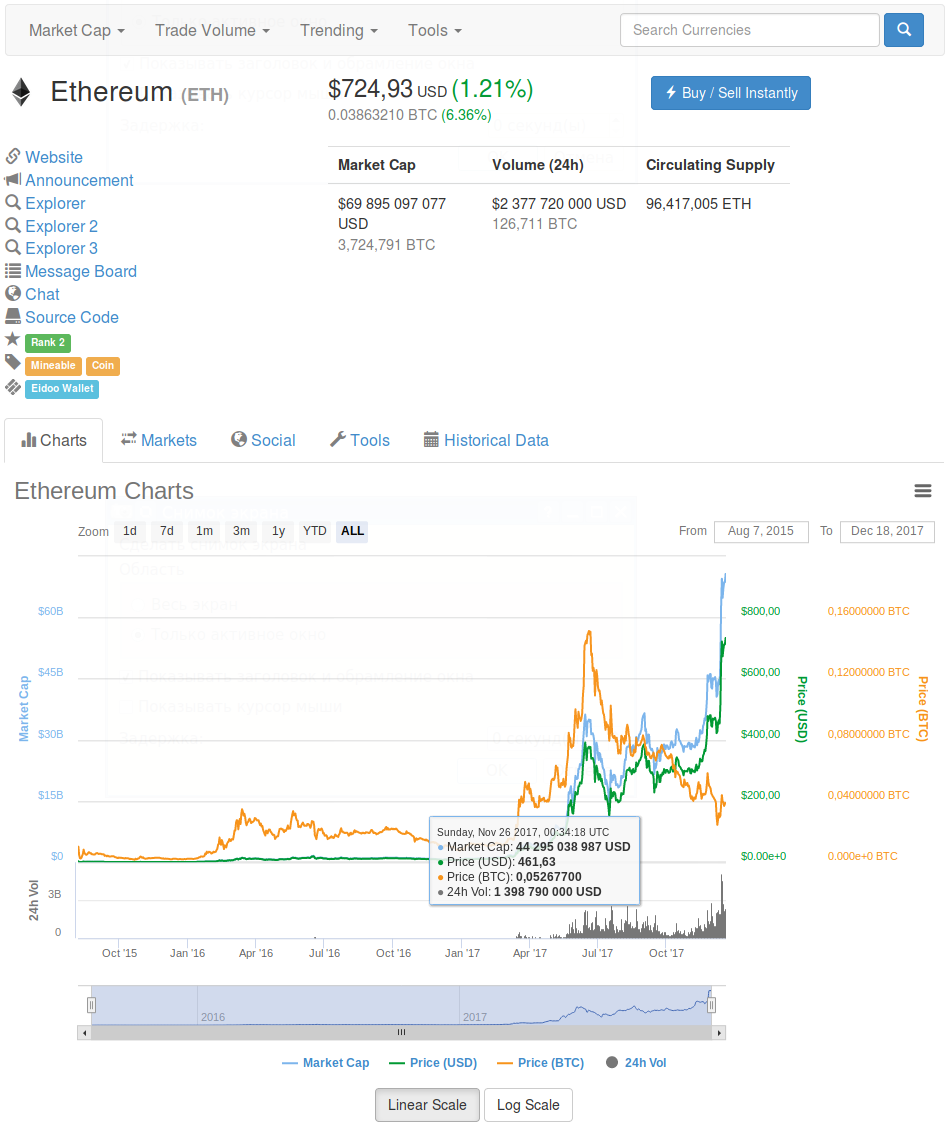 Market Cap Trade Volume Trending Tools Search Currencies
Ethereum (ETH)
$724,93 USD (1.21%)
0.03863210 BTC (6.36%)
Buy / Sell Instantly
Website
Announcement
Explorer
Explorer 2
Explorer 3
Message Board
Chat
Source Code
Rank 2
Mineable Coin
Eidoo Wallet
Market Cap Volume (24h) Circulating Supply
$69 895 097 077 $2 377 720 000 USD 96,417,005 ETH
USD 126,711 BTC
3,724,791 BTC
Charts Markets Social Tools Historical Data
Ethereum Charts
Zoom 1d 7d 1m 3m 1y YTD ALL From Aug 7, 2015 To Dec 18, 2017
Область
Весь экран
Показывать курсор мыши
$60B $800,00 0,16000000 BTC
$45B $600,00 0,12000000 BTC
Market Cap Price (USD) Price (BTC)
$30B $400,00 0,08000000 BTC
$15B $200,00 0,04000000 BTC
$0 $0.00e+0 0.000e+0 BTC
Sunday, Nov 26 2017, 00:34:18 UTC
Market Cap: 44 295 038 987 USD
Price (USD): 461,63
Price (BTC): 0,05267700
24h Vol: 1 398 790 000 USD
24h Vol
3B
0
Oct '15 Jan '16 Apr '16 Jul '16 Oct '16 Jan '17 Apr '17 Jul '17 Oct '17
2016 2017
Market Cap Price (USD) Price (BTC) 24h Vol
Linear Scale Log Scale